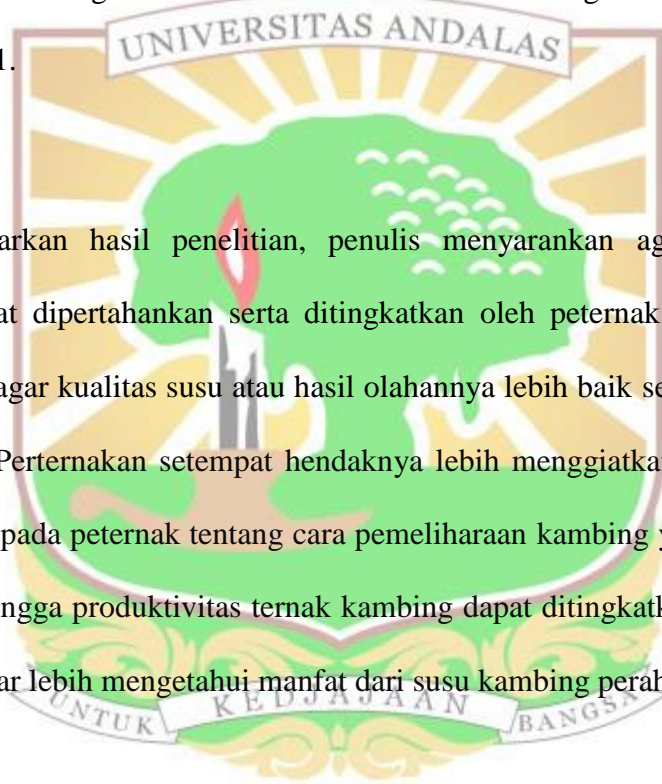 UNIVERSITAS ANDALAS
1.
arkan hasil penelitian, penulis menyarankan ag
at dipertahankan serta ditingkatkan oleh peternak
agar kualitas susu atau hasil olahannya lebih baik se
Perternakan setempat hendaknya lebih menggiatkan
pada peternak tentang cara pemeliharaan kambing y
ngga produktivitas ternak kambing dapat ditingkatk
ar lebih mengetahui manfat dari susu kambing perah
UNTUK KEDJAJAAN BANGSA